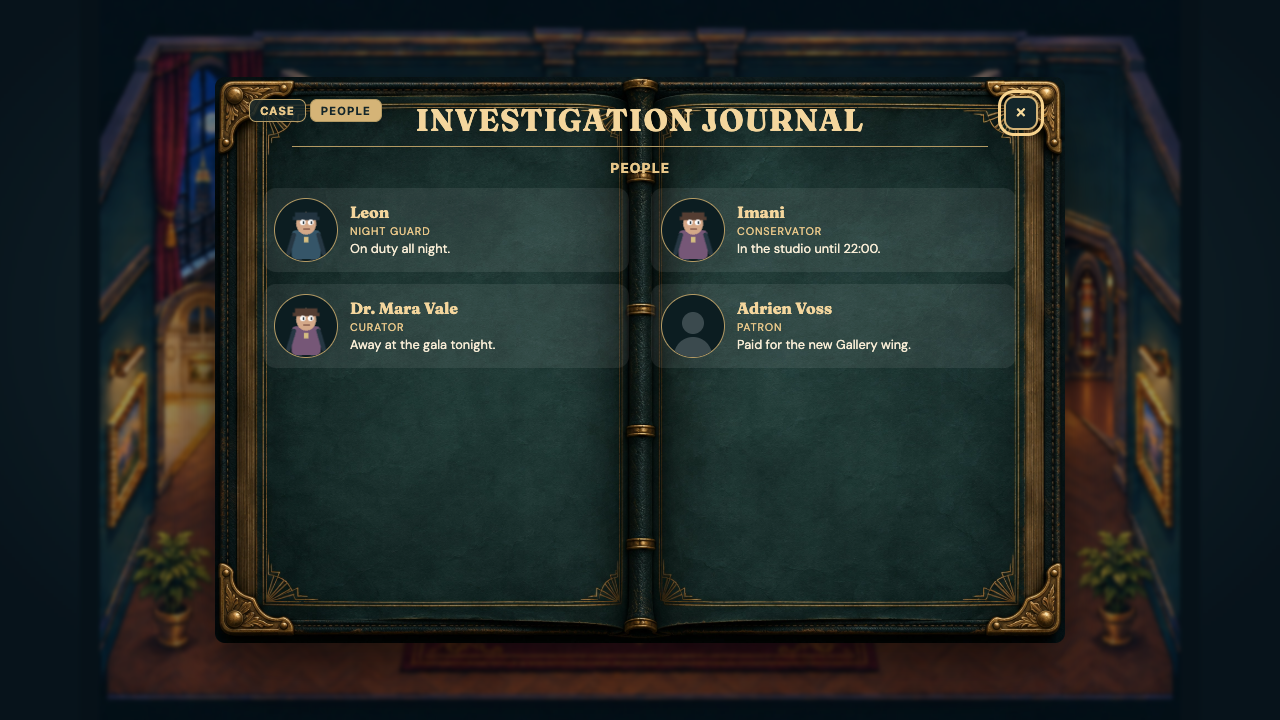 CASE
PEOPLE
INVESTIGATION JOURNAL
×
PEOPLE
Leon
NIGHT GUARD
On duty all night.
Imani
CONSERVATOR
In the studio until 22:00.
Dr. Mara Vale
CURATOR
Away at the gala tonight.
Adrien Voss
PATRON
Paid for the new Gallery wing.